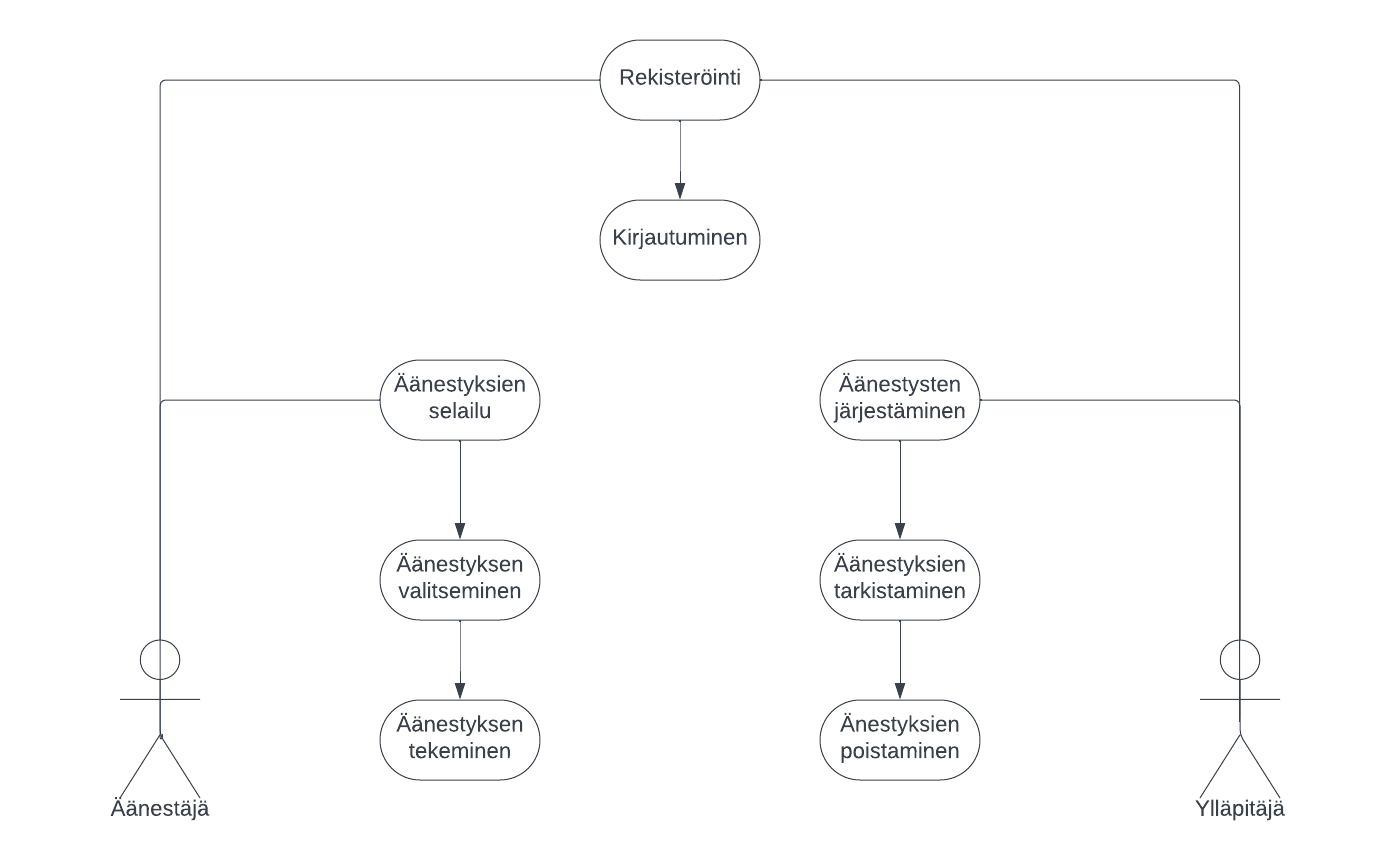 Rekisteröinti
Kirjautuminen
Äänestyksien
selailu
Äänestysten
järjestäminen
Äänestyksen
valitseminen
Äänestyksien
tarkistaminen
Äänestyksen
tekeminen
Änestyksien
poistaminen
Äänestäjä
Ylläpitäjä